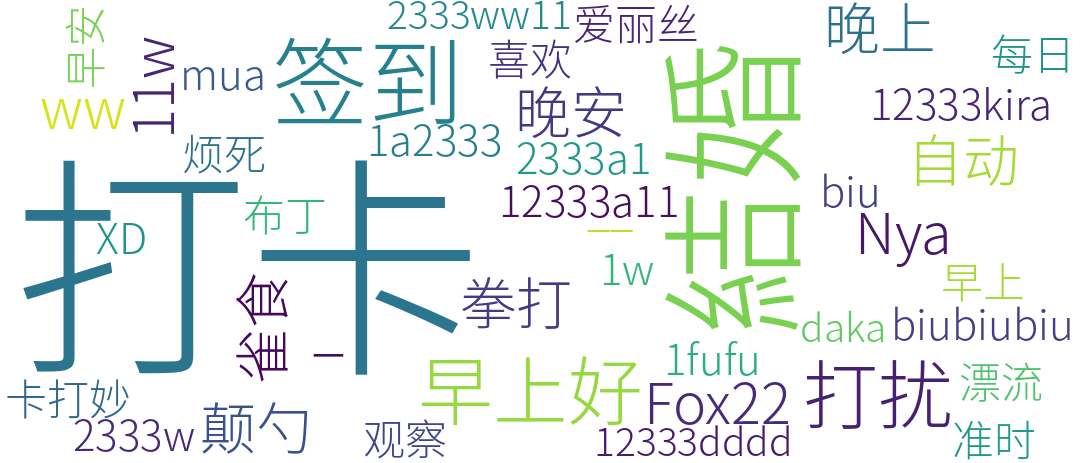 2333ww11
爱丽丝
晚上
早安
11w
mua
签到
喜欢
结婚
每日
ww
晚安
12333kira
1a2333
烦死
2333a1
自动
打卡
12333a11
biu
布丁
XD
Nya
1w
早上
雀食
拳打
daka
biubiubiu
1fufu
早上好
Fox22
打扰
漂流
卡打妙
颠勺
2333w
观察
12333dddd
准时